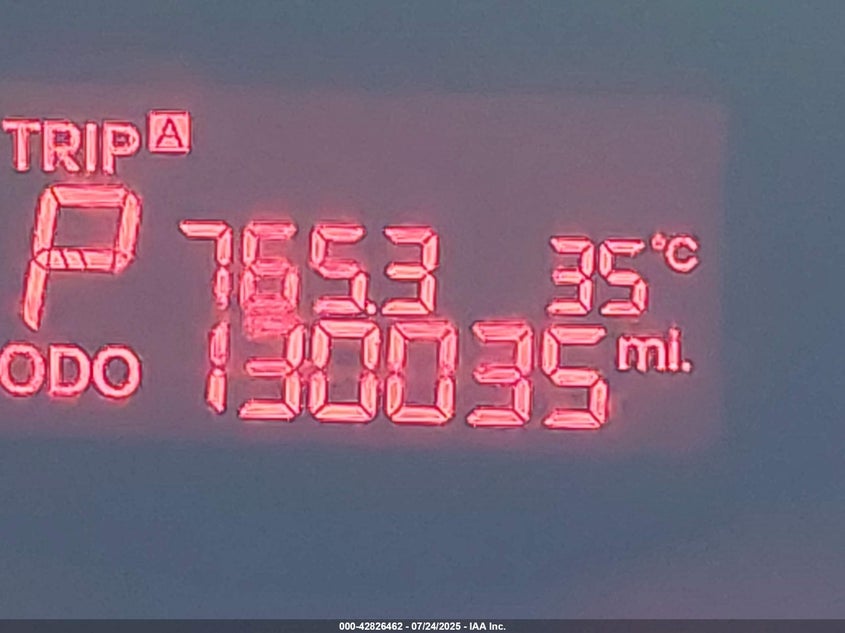 TRIP A
P 765.3 35°C
ODO 130035 mi.
000-42826462 - 07/24/2025 - IAA Inc.